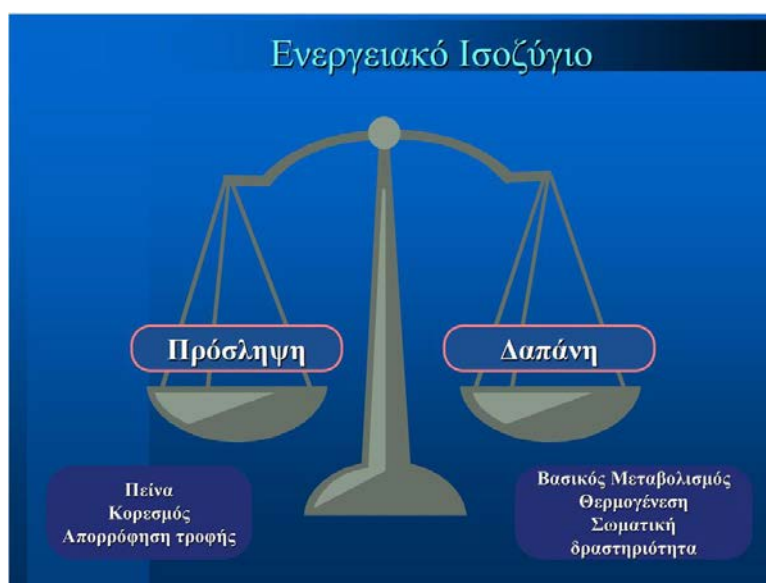 Ενεργειακό Ισοζύγιο
Πρόσληψη
Δαπάνη
Πείνα
Κορεσμός
Απορρόφηση τροφής
Βασικός Μεταβολισμός
Θερμογένεση
Σωματική
δραστηριότητα